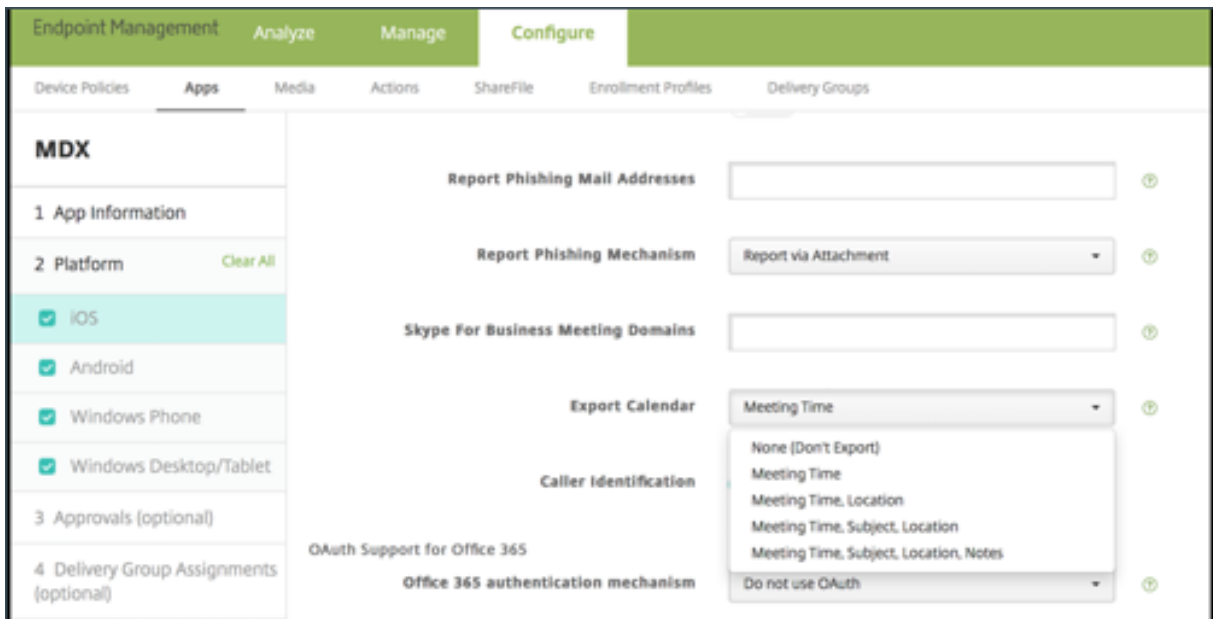 Endpoint Management Analyze Manage Configure
Device Policies Apps Media Actions ShareFile Enrollment Profiles Delivery Groups
MDX
1 App Information
2 Platform Clear All
iOS
Android
Windows Phone
Windows Desktop/Tablet
3 Approvals (optional)
4 Delivery Group Assignments
(optional)
Report Phishing Mail Addresses
Report Phishing Mechanism Report via Attachment
Skype For Business Meeting Domains
Export Calendar Meeting Time
None (Don't Export)
Meeting Time
Meeting Time, Location
Meeting Time, Subject, Location
Meeting Time, Subject, Location, Notes
Caller Identification
OAuth Support for Office 365
Office 365 authentication mechanism Do not use OAuth